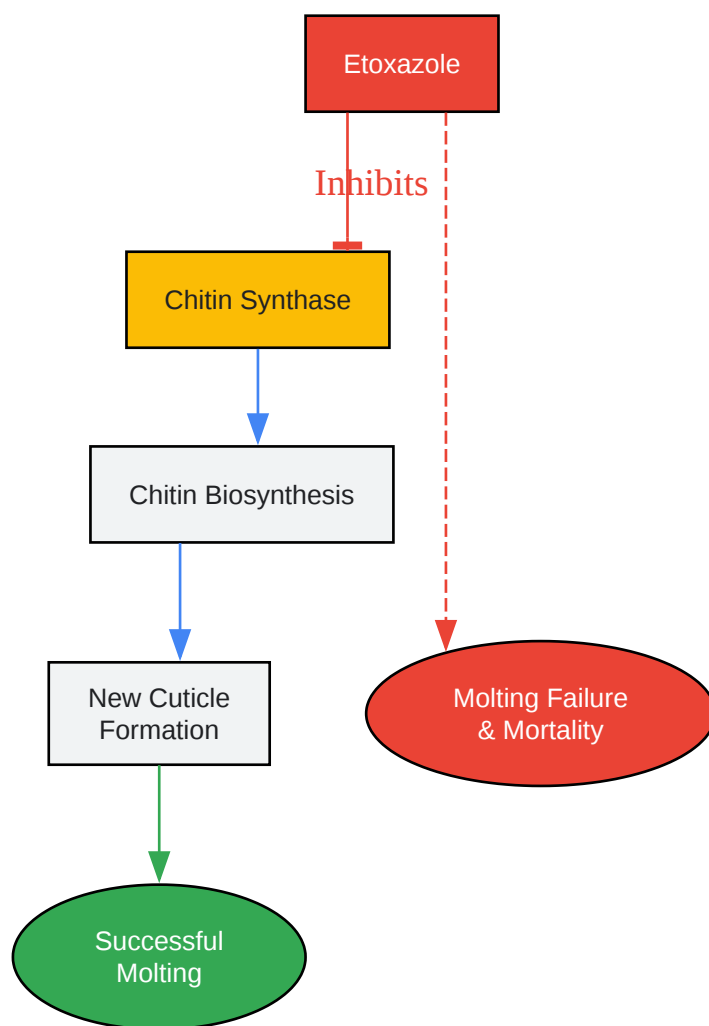 Etoxazole
Inhibits
Chitin Synthase
Chitin Biosynthesis
New Cuticle
Formation
Molting Failure
& Mortality
Successful
Molting